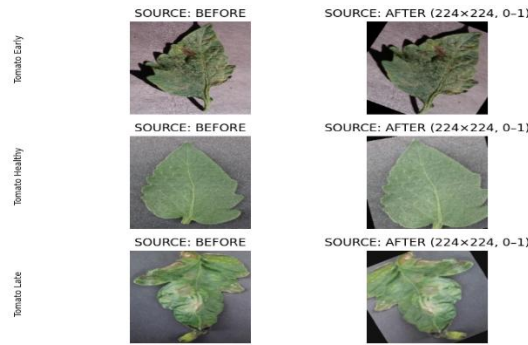 SOURCE: BEFORE
SOURCE: AFTER (224×224, 0–1)
Tomato Early
SOURCE: BEFORE
SOURCE: AFTER (224×224, 0–1)
Tomato Healthy
SOURCE: BEFORE
SOURCE: AFTER (224×224, 0–1)
Tomato Late